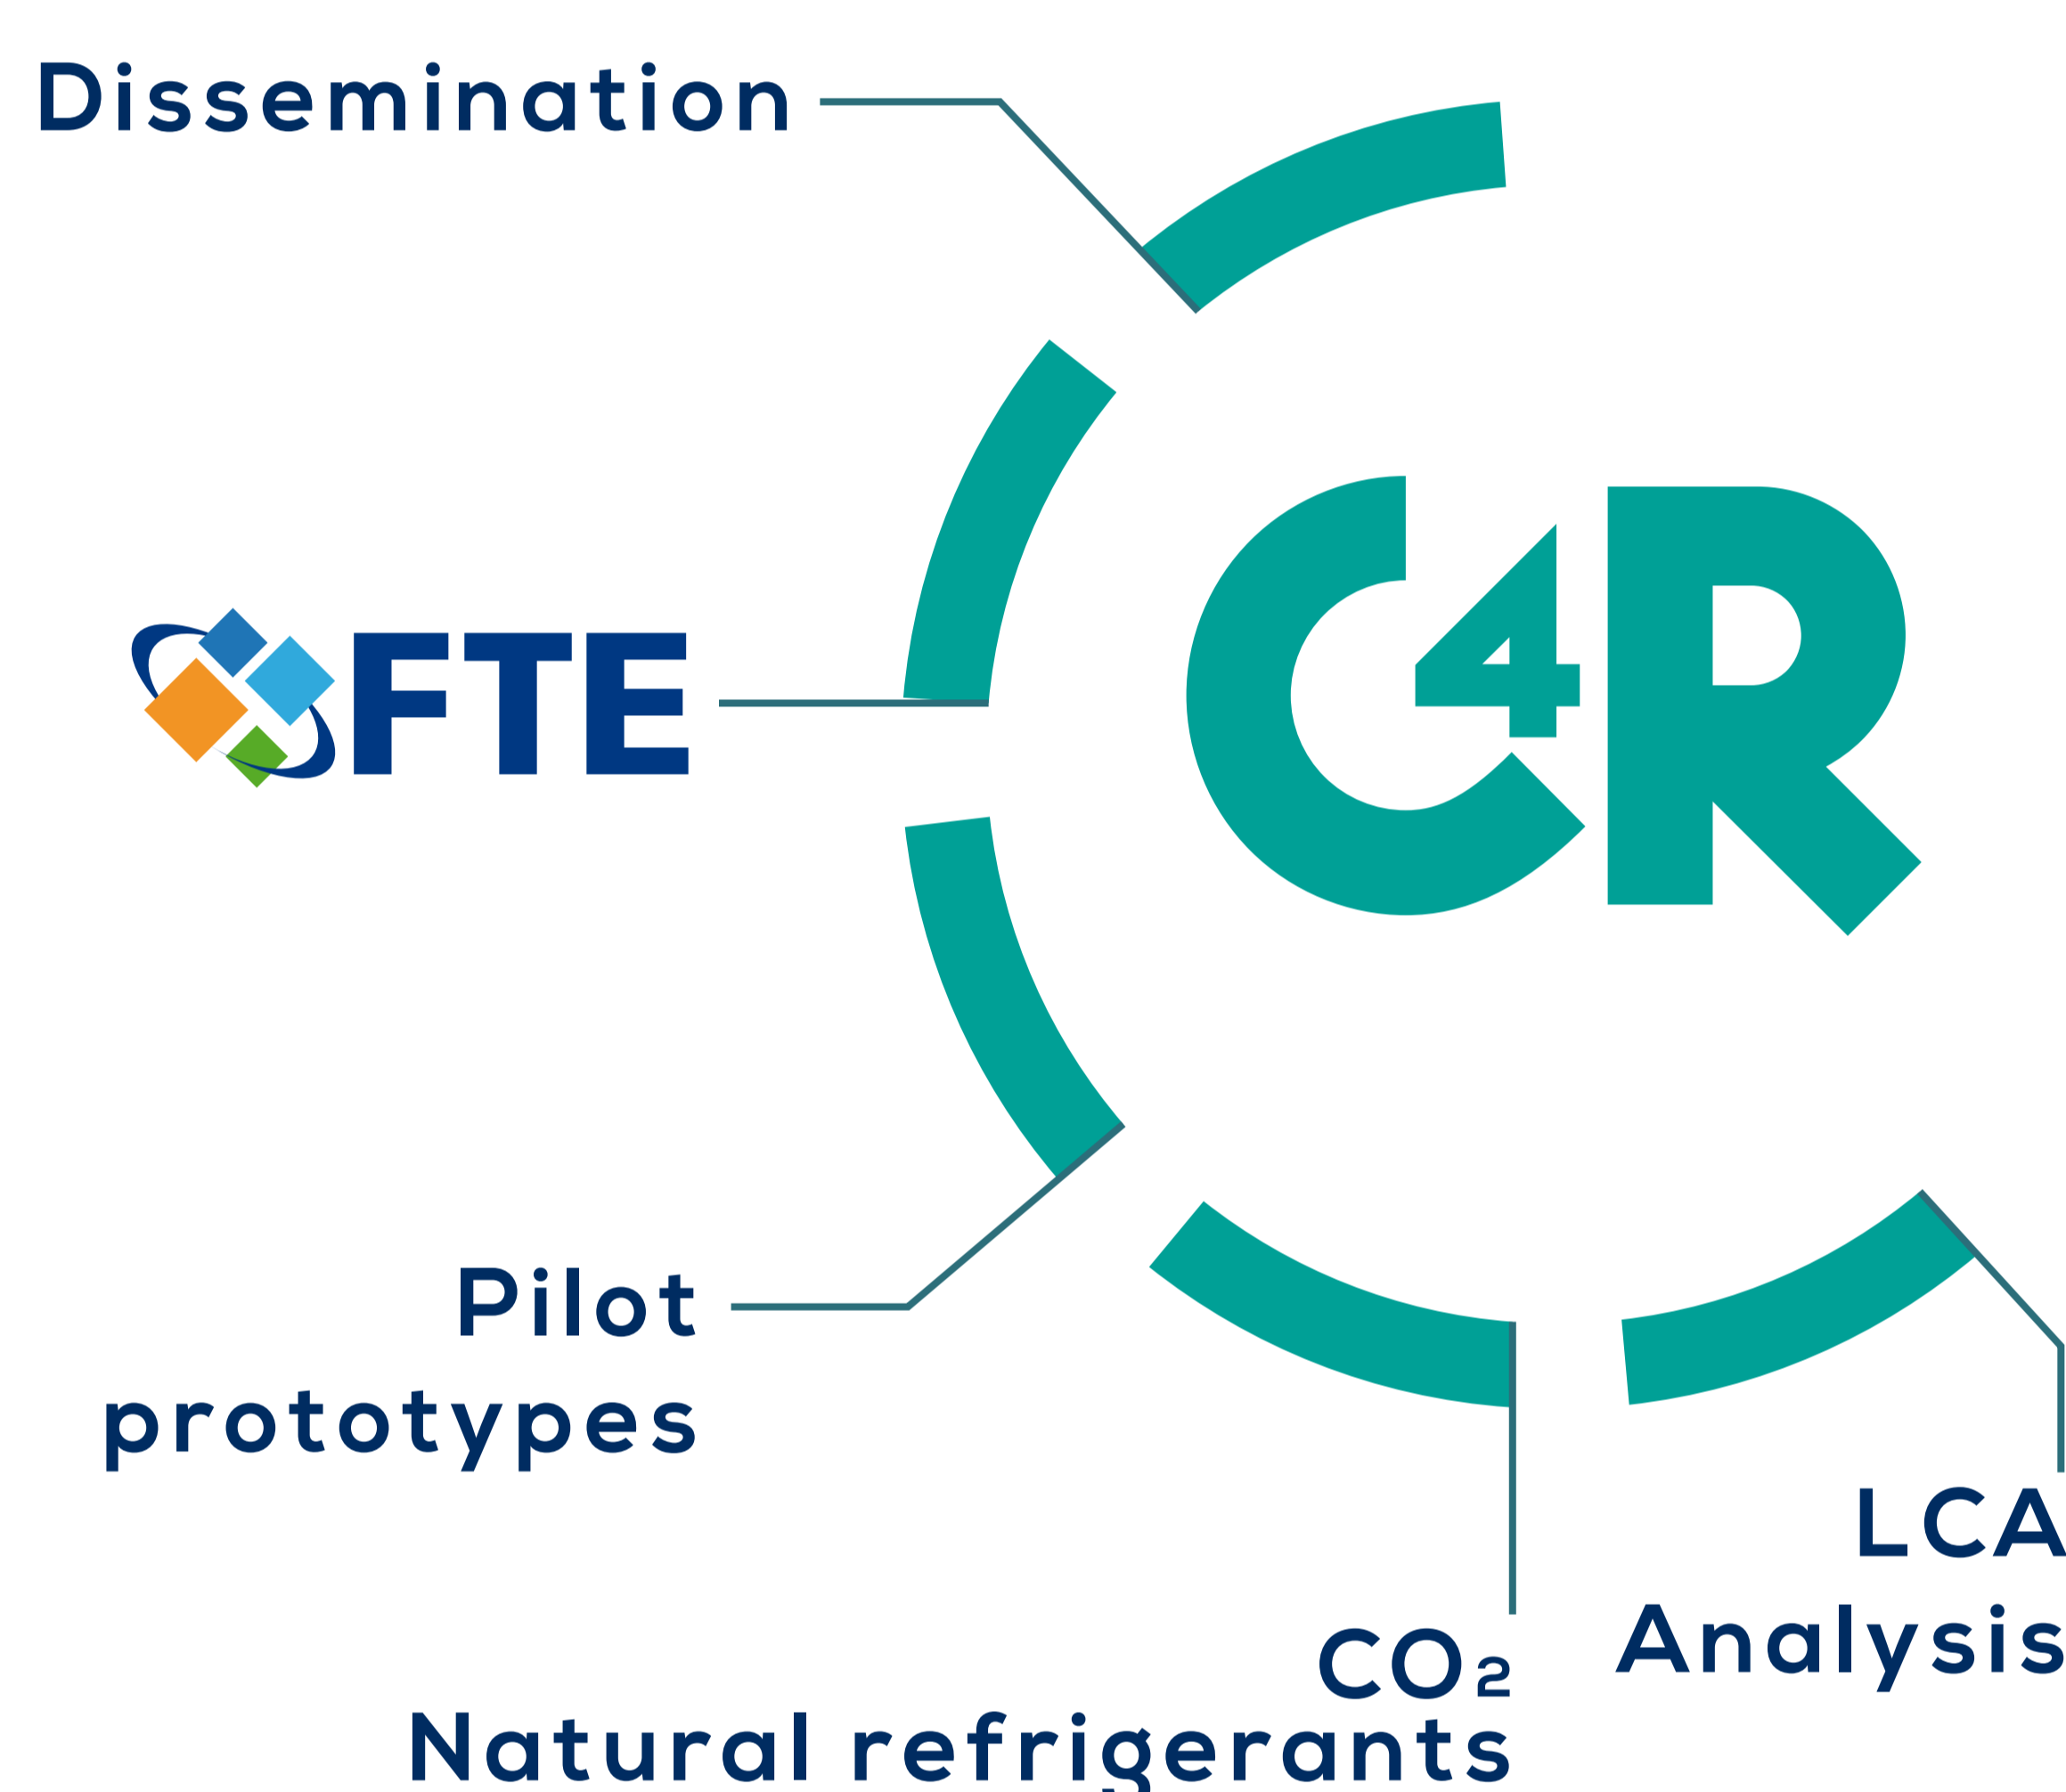 Dissemination
FTE
C4R
Pilot
prototypes
LCA
Analysis
CO₂
Natural refrigerants